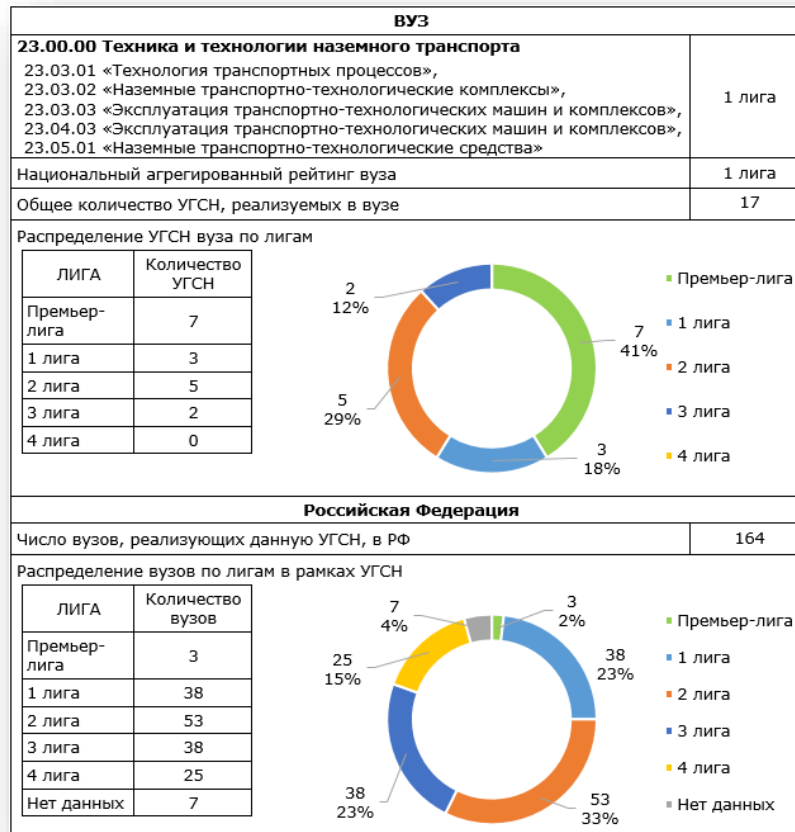 ВУЗ
23.00.00 Техника и технологии наземного транспорта
23.03.01 «Технология транспортных процессов»,
23.03.02 «Наземные транспортно-технологические комплексы»,
23.03.03 «Эксплуатация транспортно-технологических машин и комплексов»,
23.04.03 «Эксплуатация транспортно-технологических машин и комплексов»,
23.05.01 «Наземные транспортно-технологические средства»
1 лига
Национальный агрегированный рейтинг вуза
1 лига
Общее количество УГСН, реализуемых в вузе
17
Распределение УГСН вуза по лигам
ЛИГА
Количество
УГСН
Премьер-
лига
7
1 лига
3
2 лига
5
3 лига
2
4 лига
0
2
12%
5
29%
7
41%
3
18%
Премьер-лига
1 лига
2 лига
3 лига
4 лига
Российская Федерация
Число вузов, реализующих данную УГСН, в РФ
164
Распределение вузов по лигам в рамках УГСН
ЛИГА
Количество
вузов
Премьер-
лига
3
1 лига
38
2 лига
53
3 лига
38
4 лига
25
Нет данных
7
7
4%
3
2%
25
15%
38
23%
38
23%
53
33%
Премьер-лига
1 лига
2 лига
3 лига
4 лига
Нет данных